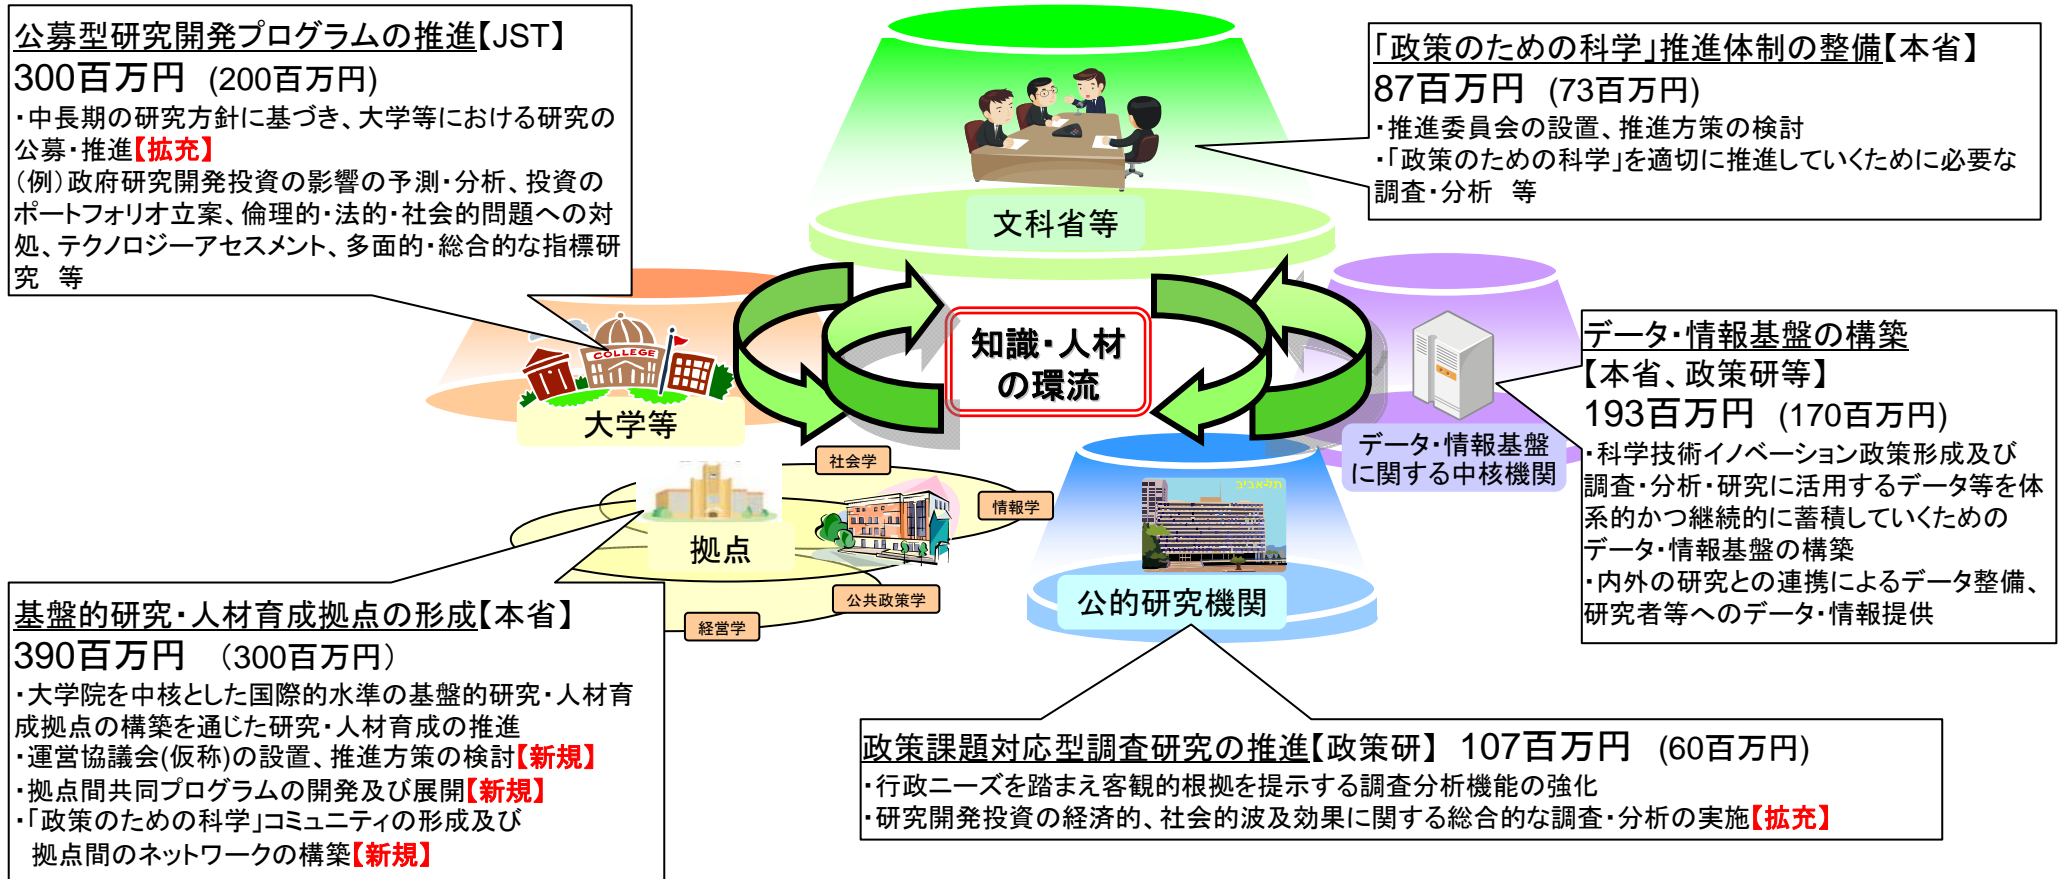 公募型研究開発プログラムの推進【JST】
300百万円 (200百万円)
・中長期の研究方針に基づき、大学等における研究の
公募・推進【拡充】
(例)政府研究開発投資の影響の予測・分析、投資の
ポートフォリオ立案、倫理的・法的・社会的問題への対
処、テクノロジーアセスメント、多面的・総合的な指標研
究 等
「政策のための科学」推進体制の整備【本省】
87百万円 (73百万円)
・推進委員会の設置、推進方策の検討
・「政策のための科学」を適切に推進していくために必要な
調査・分析 等
文科省等
知識・人材
の環流
COLLEGE
大学等
データ・情報基盤
に関する中核機関
データ・情報基盤の構築
【本省、政策研等】
193百万円 (170百万円)
・科学技術イノベーション政策形成及び
調査・分析・研究に活用するデータ等を体
系的かつ継続的に蓄積していくための
データ・情報基盤の構築
・内外の研究との連携によるデータ整備、
研究者等へのデータ・情報提供
社会学
情報学
拠点
公共政策学
経営学
תל-אביב
公的研究機関
基盤的研究・人材育成拠点の形成【本省】
390百万円 (300百万円)
・大学院を中核とした国際的水準の基盤的研究・人材育
成拠点の構築を通じた研究・人材育成の推進
・運営協議会(仮称)の設置、推進方策の検討【新規】
・拠点間共同プログラムの開発及び展開【新規】
・「政策のための科学」コミュニティの形成及び
拠点間のネットワークの構築【新規】
政策課題対応型調査研究の推進【政策研】 107百万円 (60百万円)
・行政ニーズを踏まえ客観的根拠を提示する調査分析機能の強化
・研究開発投資の経済的、社会的波及効果に関する総合的な調査・分析の実施【拡充】